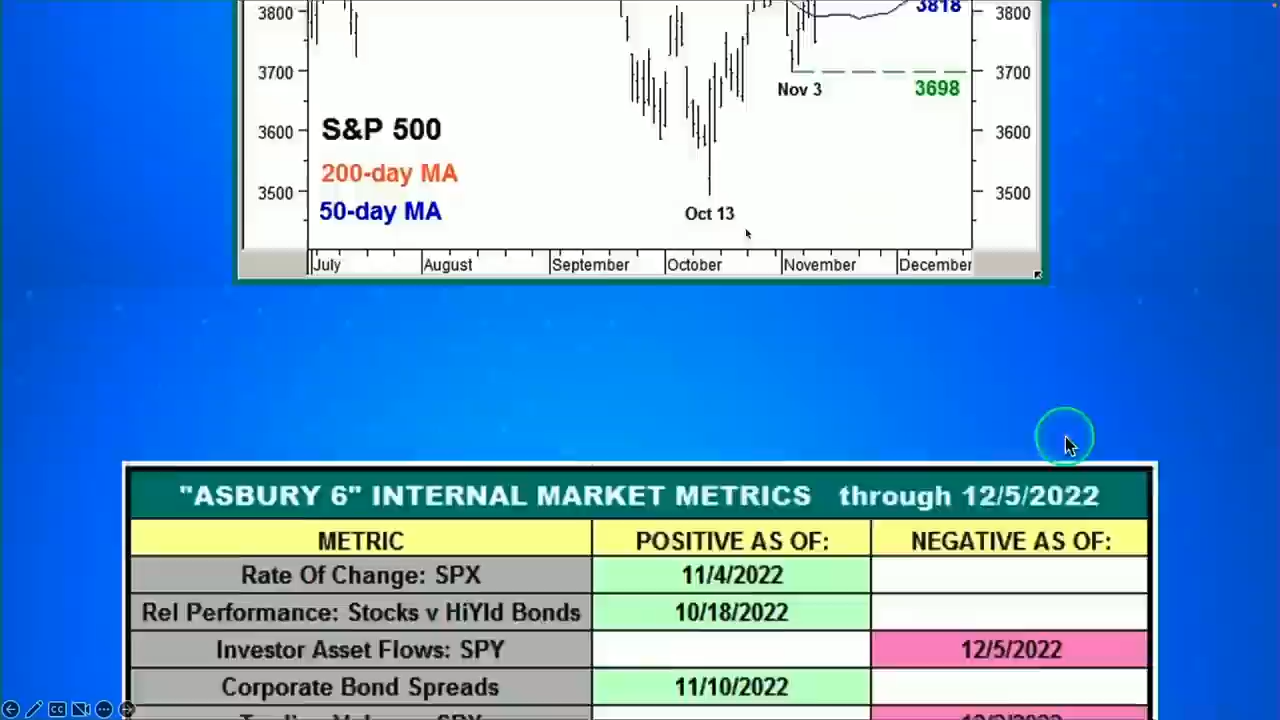 3800 3818 3800
3700 3700
Nov 3 3698
3600 S&P 500 3600
200-day MA
3500 3500
50-day MA Oct 13
July August September October November December
"ASBURY 6" INTERNAL MARKET METRICS through 12/5/2022
METRIC POSITIVE AS OF: NEGATIVE AS OF:
Rate Of Change: SPX 11/4/2022
Rel Performance: Stocks v HiYld Bonds 10/18/2022
Investor Asset Flows: SPY 12/5/2022
Corporate Bond Spreads 11/10/2022
CC